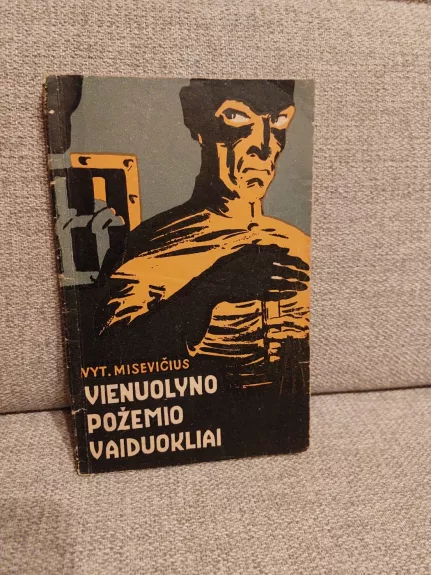 VYT. MISEVIČIUS
VIENUOLYNO
POŽEMIO
VAIDUOKLIAI